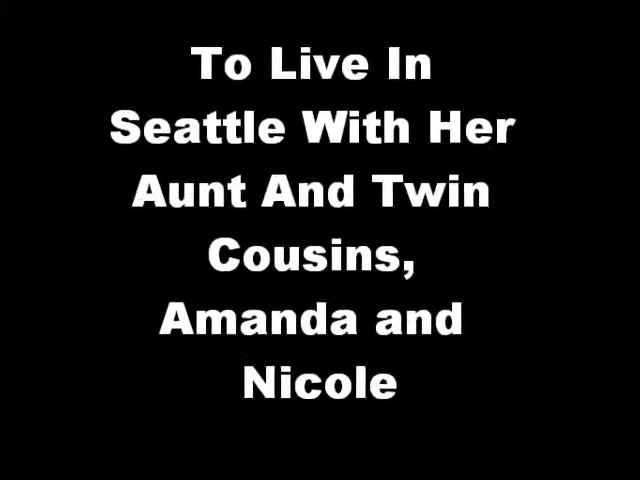 To Live In
Seattle With Her
Aunt And Twin
Cousins,
Amanda and
Nicole